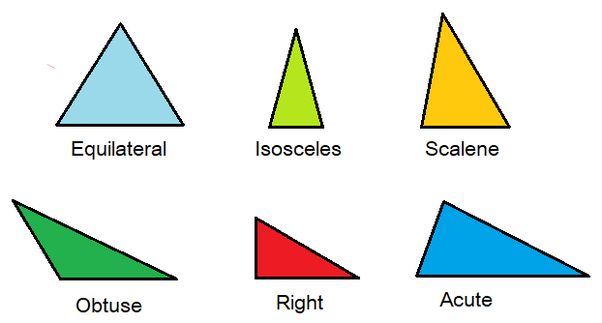 Equilateral
Isosceles
Scalene
Obtuse
Right
Acute